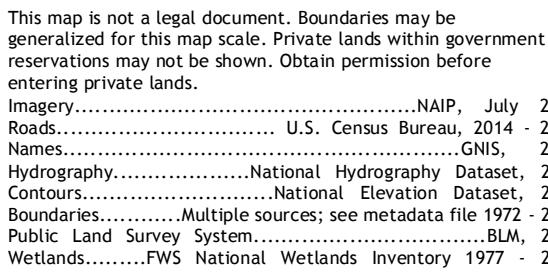 This map is not a legal document. Boundaries may be
generalized for this map scale. Private lands within government
reservations may not be shown. Obtain permission before
entering private lands.
Imagery.................................................NAIP, July 2
Roads............................... U.S. Census Bureau, 2014 - 2
Names.........................................................GNIS, 2
Hydrography....................National Hydrography Dataset, 2
Contours............................National Elevation Dataset, 2
Boundaries............Multiple sources; see metadata file 1972 - 2
Public Land Survey System..................................BLM, 2
Wetlands.........FWS National Wetlands Inventory 1977 - 2